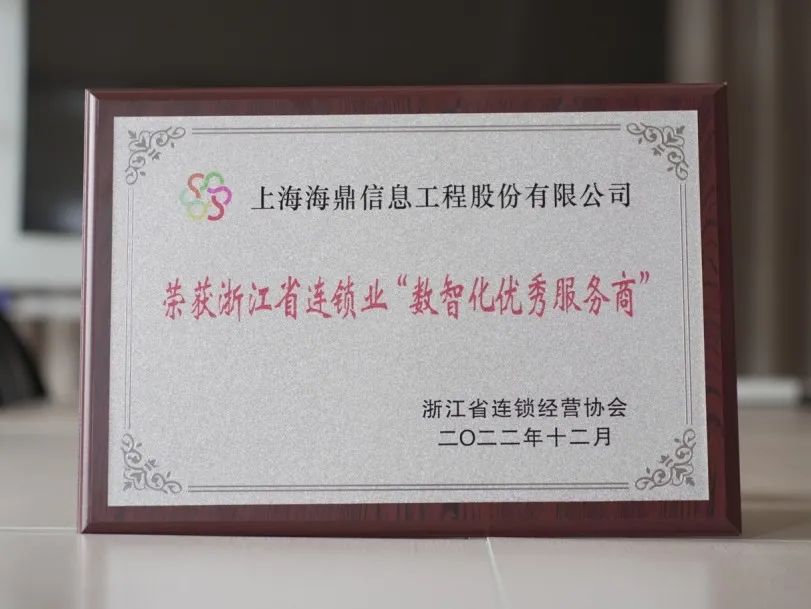 上海海鼎信息工程股份有限公司
荣获浙江省连锁业“数智化优秀服务商”
浙江省连锁经营协会
二〇二二年十二月